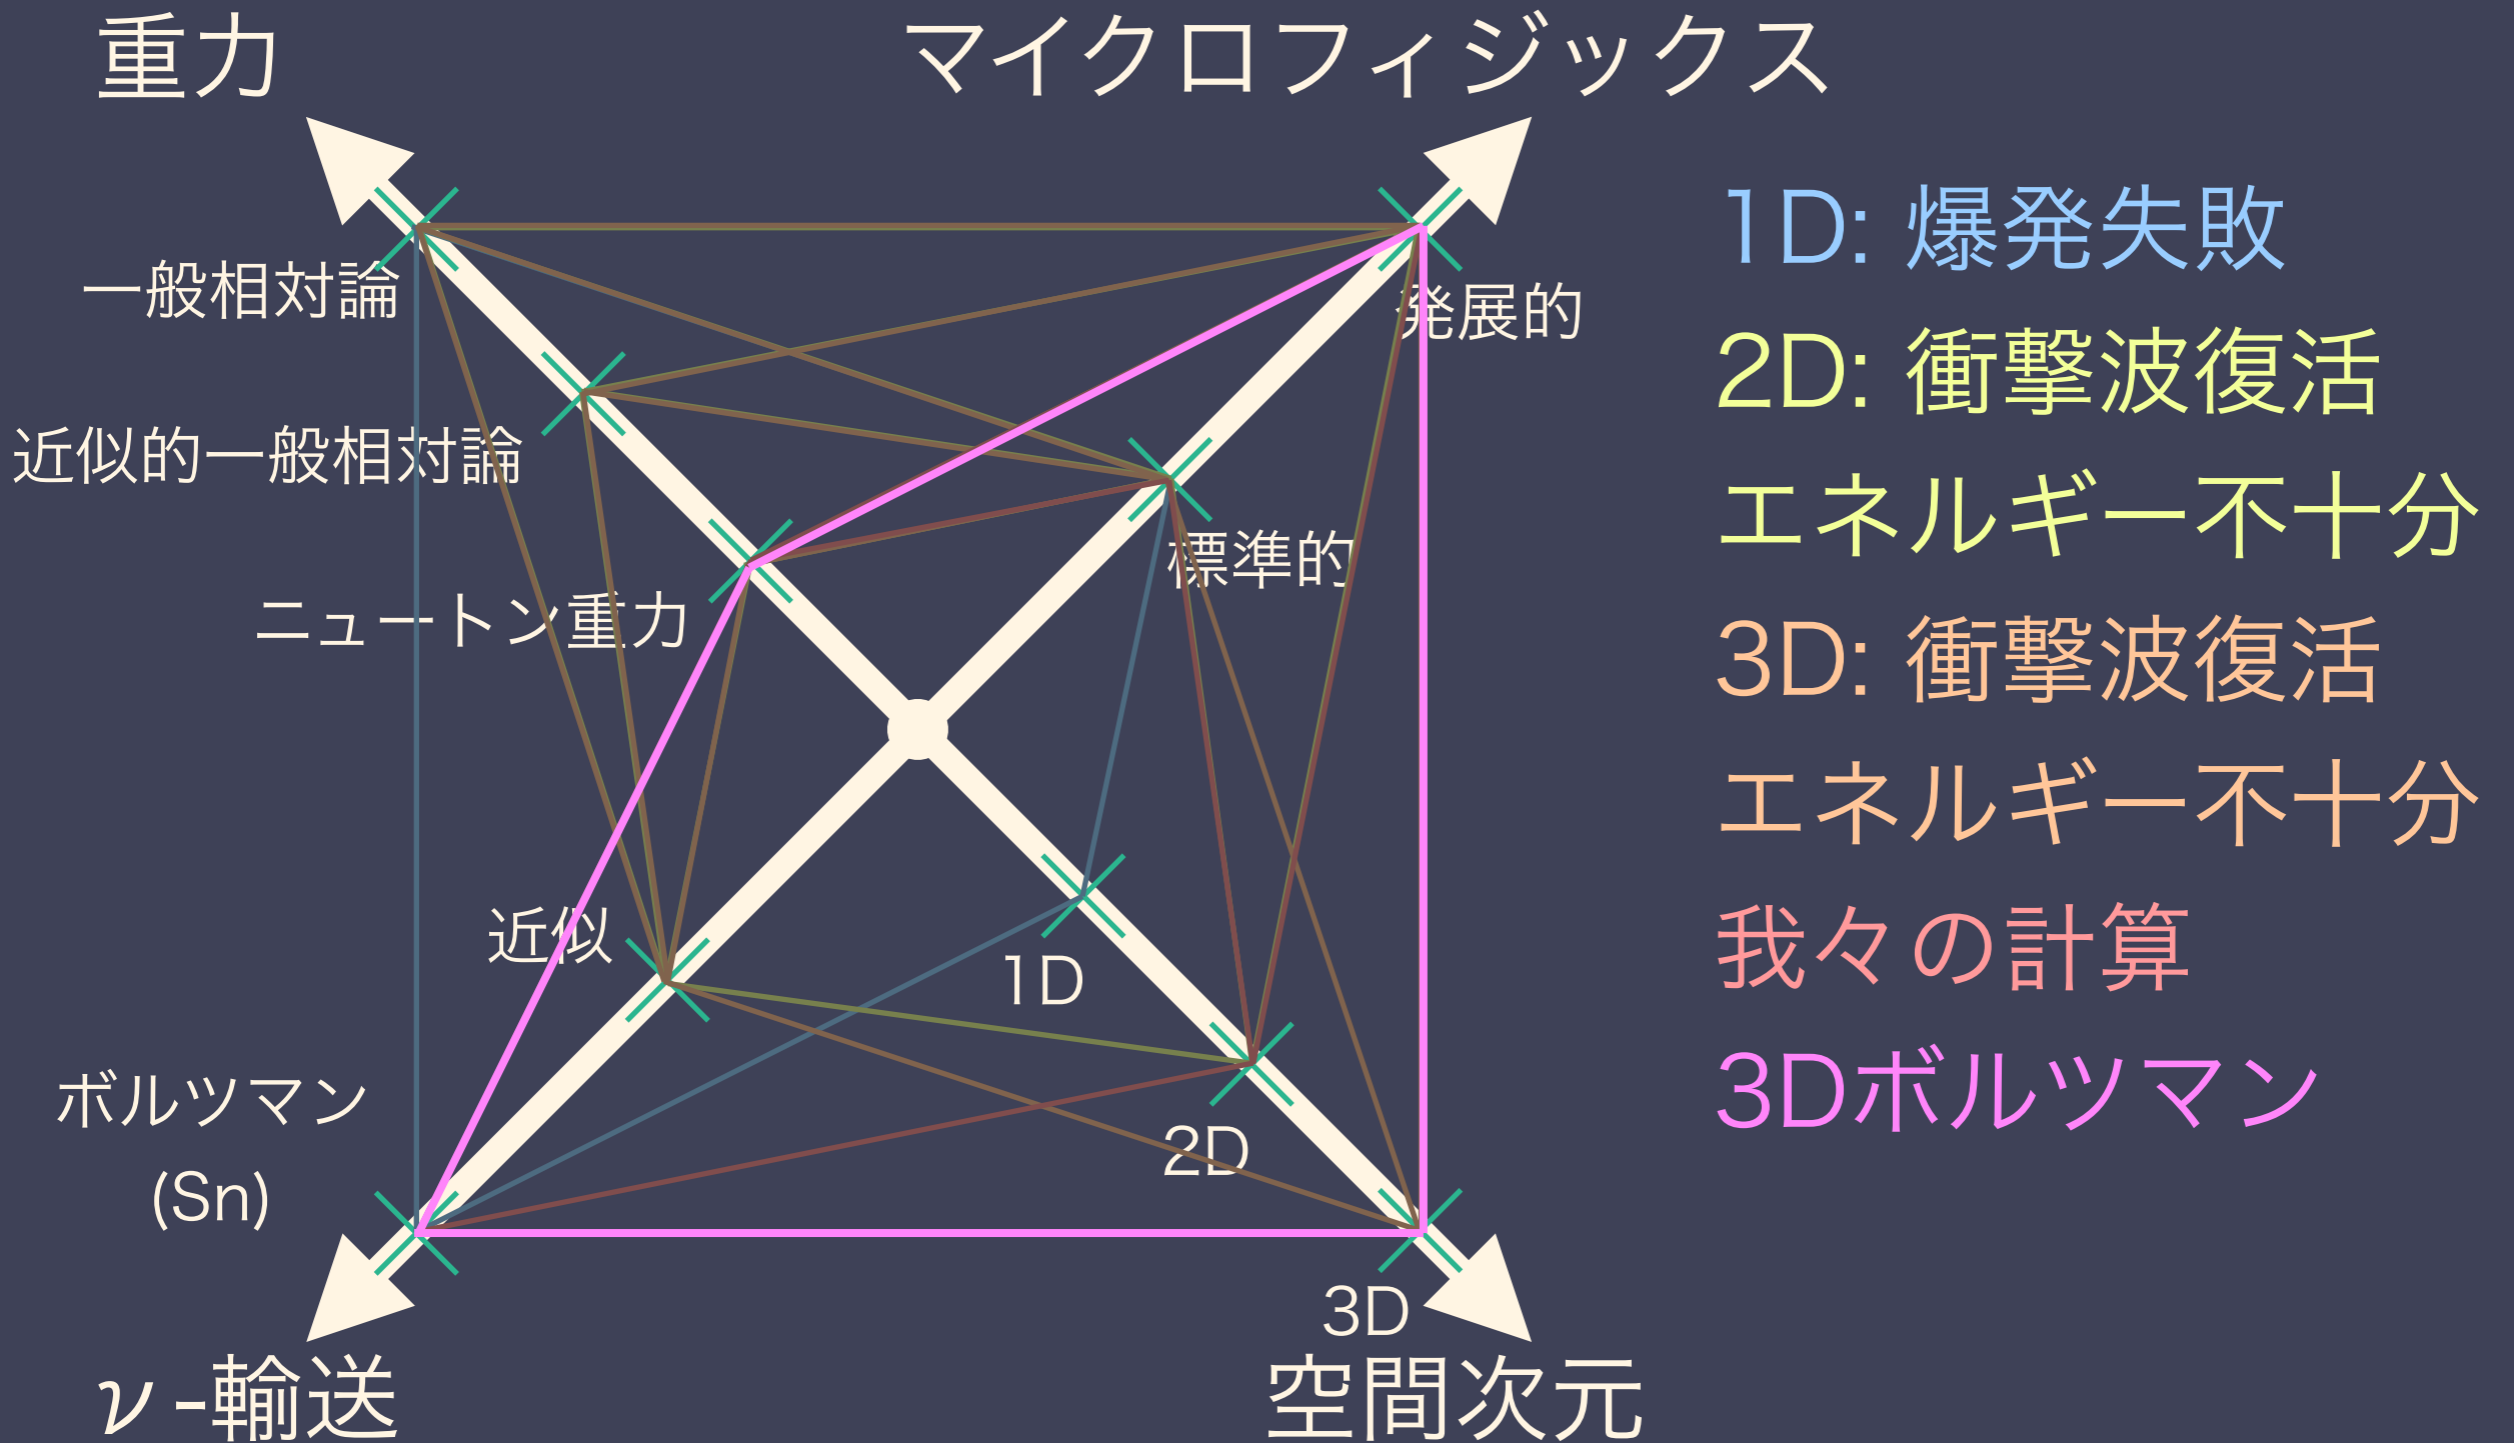 重力
マイクロフィジックス
一般相対論
発展的
近似的一般相対論
標準的
ニュートン重力
近似
1D
ボルツマン
(Sn)
2D
3D
ν-輸送
空間次元
1D: 爆発失敗
2D: 衝撃波復活
エネルギー不十分
3D: 衝撃波復活
エネルギー不十分
我々の計算
3Dボルツマン